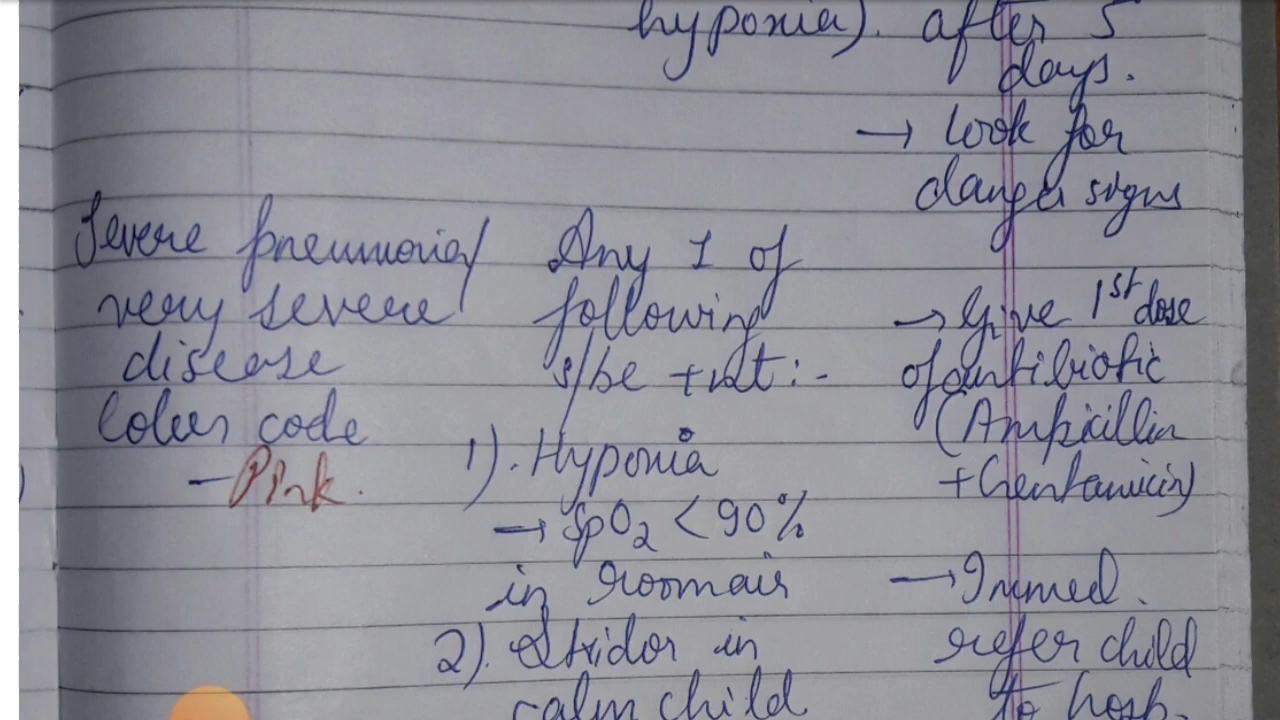 hypoxia). after 5
days.
→ look for
danger signs
Severe pneumonia/
very severe
disease
Colour code
- Pink.
Any 1 of
following
s/be +nt:-
1). Hypoxia
→ SpO2 < 90%
in roomair
2). Stridor in
calm child
→ Give 1st dose
of antibiotic
(Ampicillin
+ Gentamicin)
→ Immed.
refer child
to hosp.